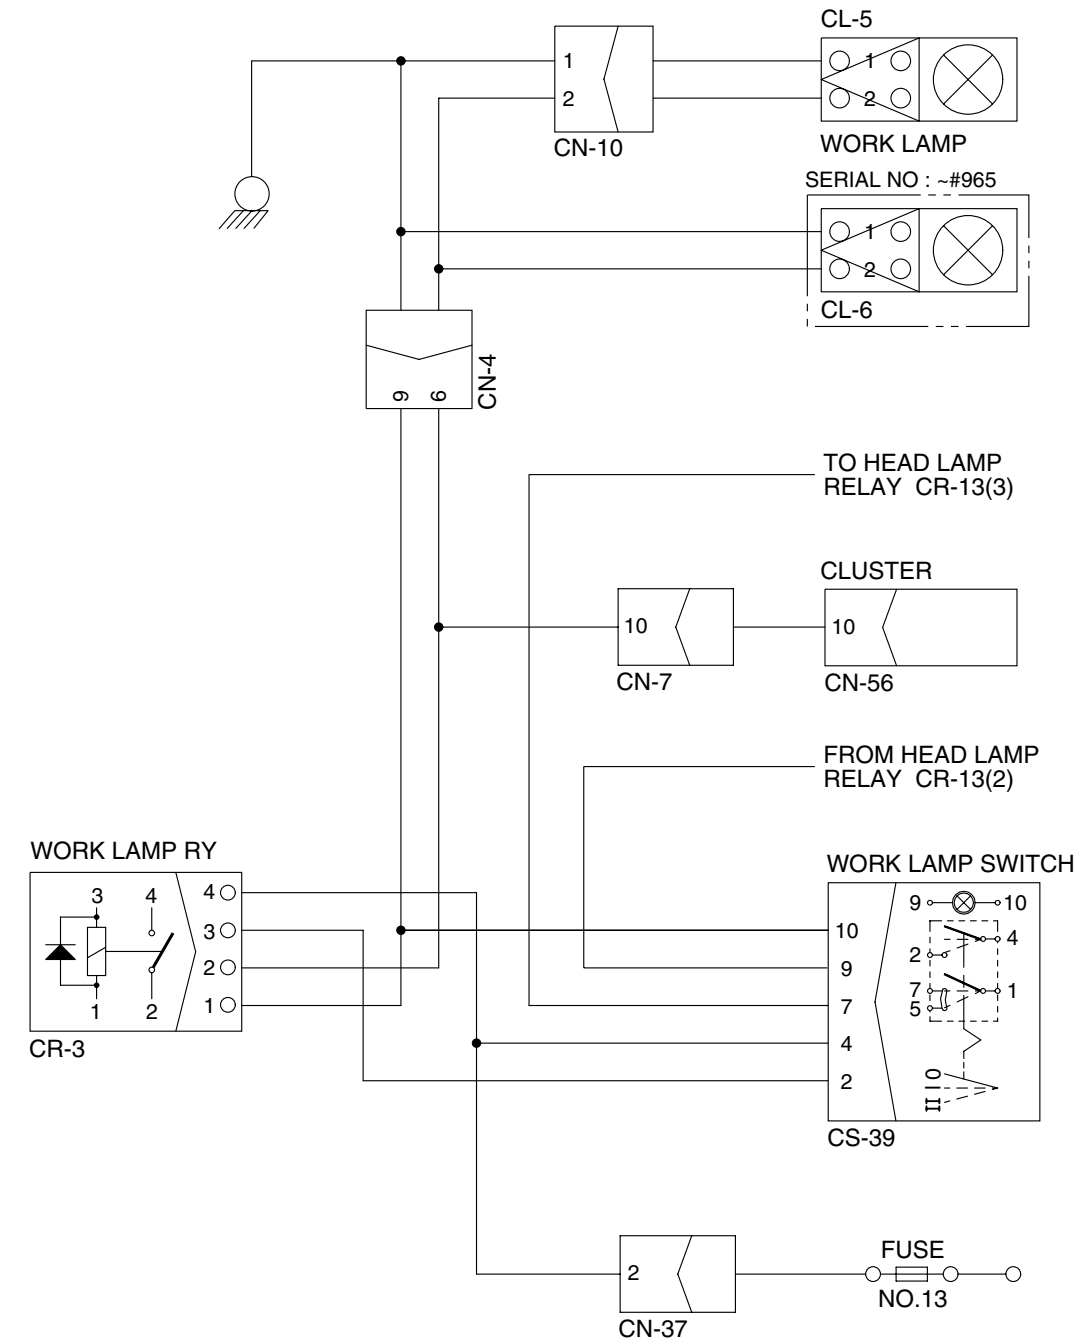 CL-5
1
2
1
2
CN-10
WORK LAMP
SERIAL NO : ~#965
1
2
CL-6
CN-4
9
6
TO HEAD LAMP
RELAY CR-13(3)
CLUSTER
10
10
CN-7
CN-56
FROM HEAD LAMP
RELAY CR-13(2)
WORK LAMP RY
3 4
1 2
4
3
2
1
CR-3
WORK LAMP SWITCH
10
9
7
4
2
9 10
4
2
7 1
5
O
I
II
CS-39
2
CN-37
FUSE
NO.13